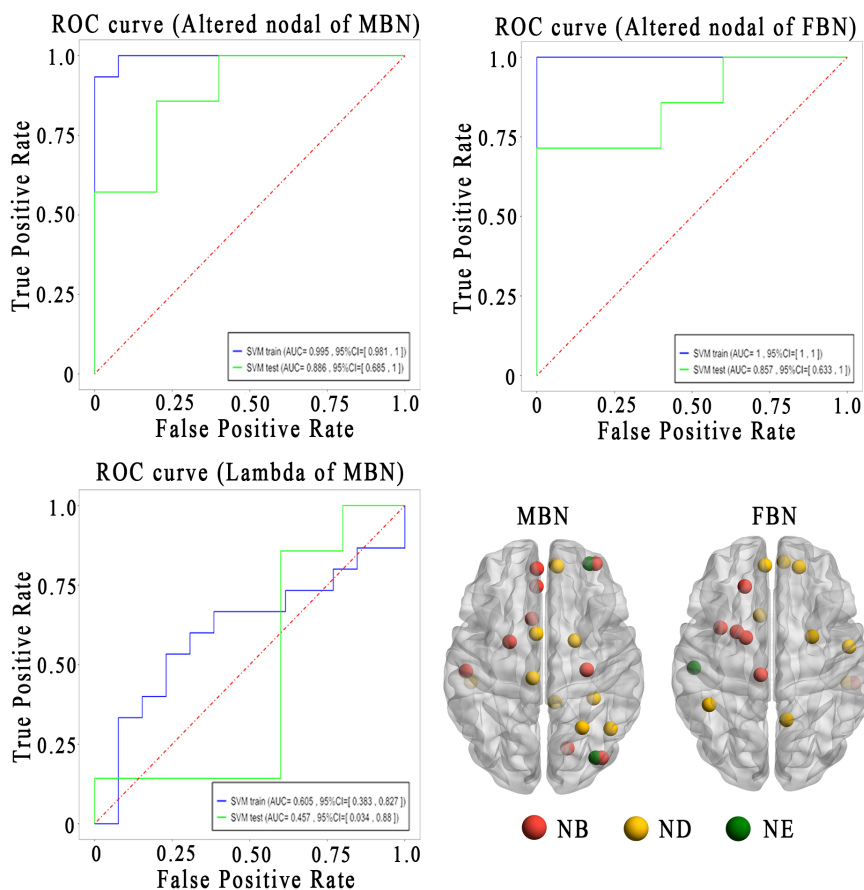 ROC curve (Altered nodal of MBN)
True Positive Rate
1.0
0.75
0.50
0.25
0
SVM train (AUC= 0.995 , 95%CI=[ 0.981 , 1 ])
SVM test (AUC= 0.886 , 95%CI=[ 0.685 , 1 ])
0 0.25 0.50 0.75 1.0
False Positive Rate
ROC curve (Altered nodal of FBN)
True Positive Rate
1.0
0.75
0.50
0.25
0
SVM train (AUC= 1 , 95%CI=[ 1 , 1 ])
SVM test (AUC= 0.857 , 95%CI=[ 0.633 , 1 ])
0 0.25 0.50 0.75 1.0
False Positive Rate
ROC curve (Lambda of MBN)
True Positive Rate
1.0
0.75
0.50
0.25
0
SVM train (AUC= 0.605 , 95%CI=[ 0.383 , 0.827 ])
SVM test (AUC= 0.457 , 95%CI=[ 0.034 , 0.88 ])
0 0.25 0.50 0.75 1.0
False Positive Rate
MBN FBN
NB ND NE